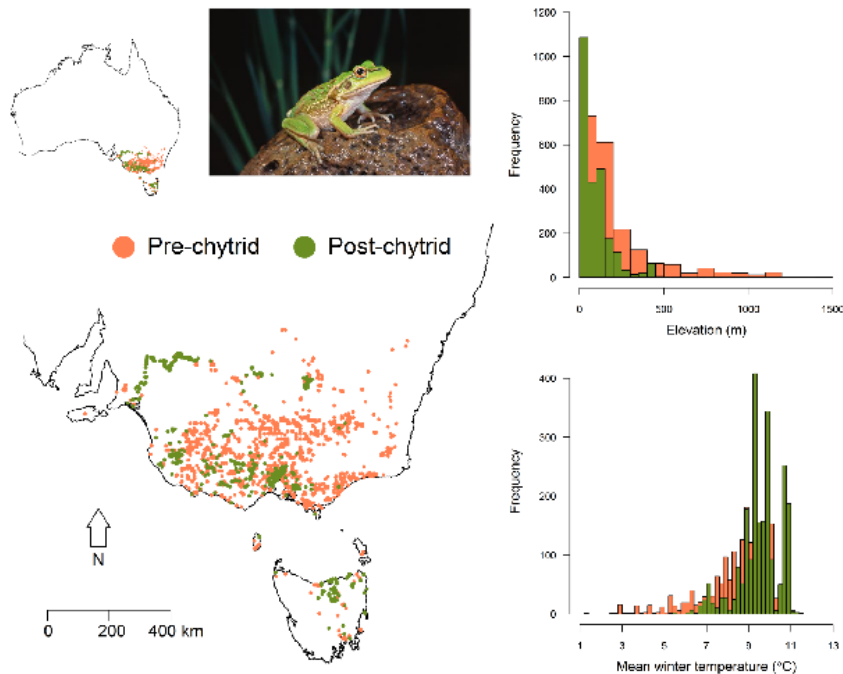 Pre-chytrid Post-chytrid
N
0 200 400 km
1200
1000
800
600
400
200
0
Frequency
0 500 1000 1500
Elevation (m)
400
300
200
100
0
Frequency
1 3 5 7 9 11 13
Mean winter temperature (°C)